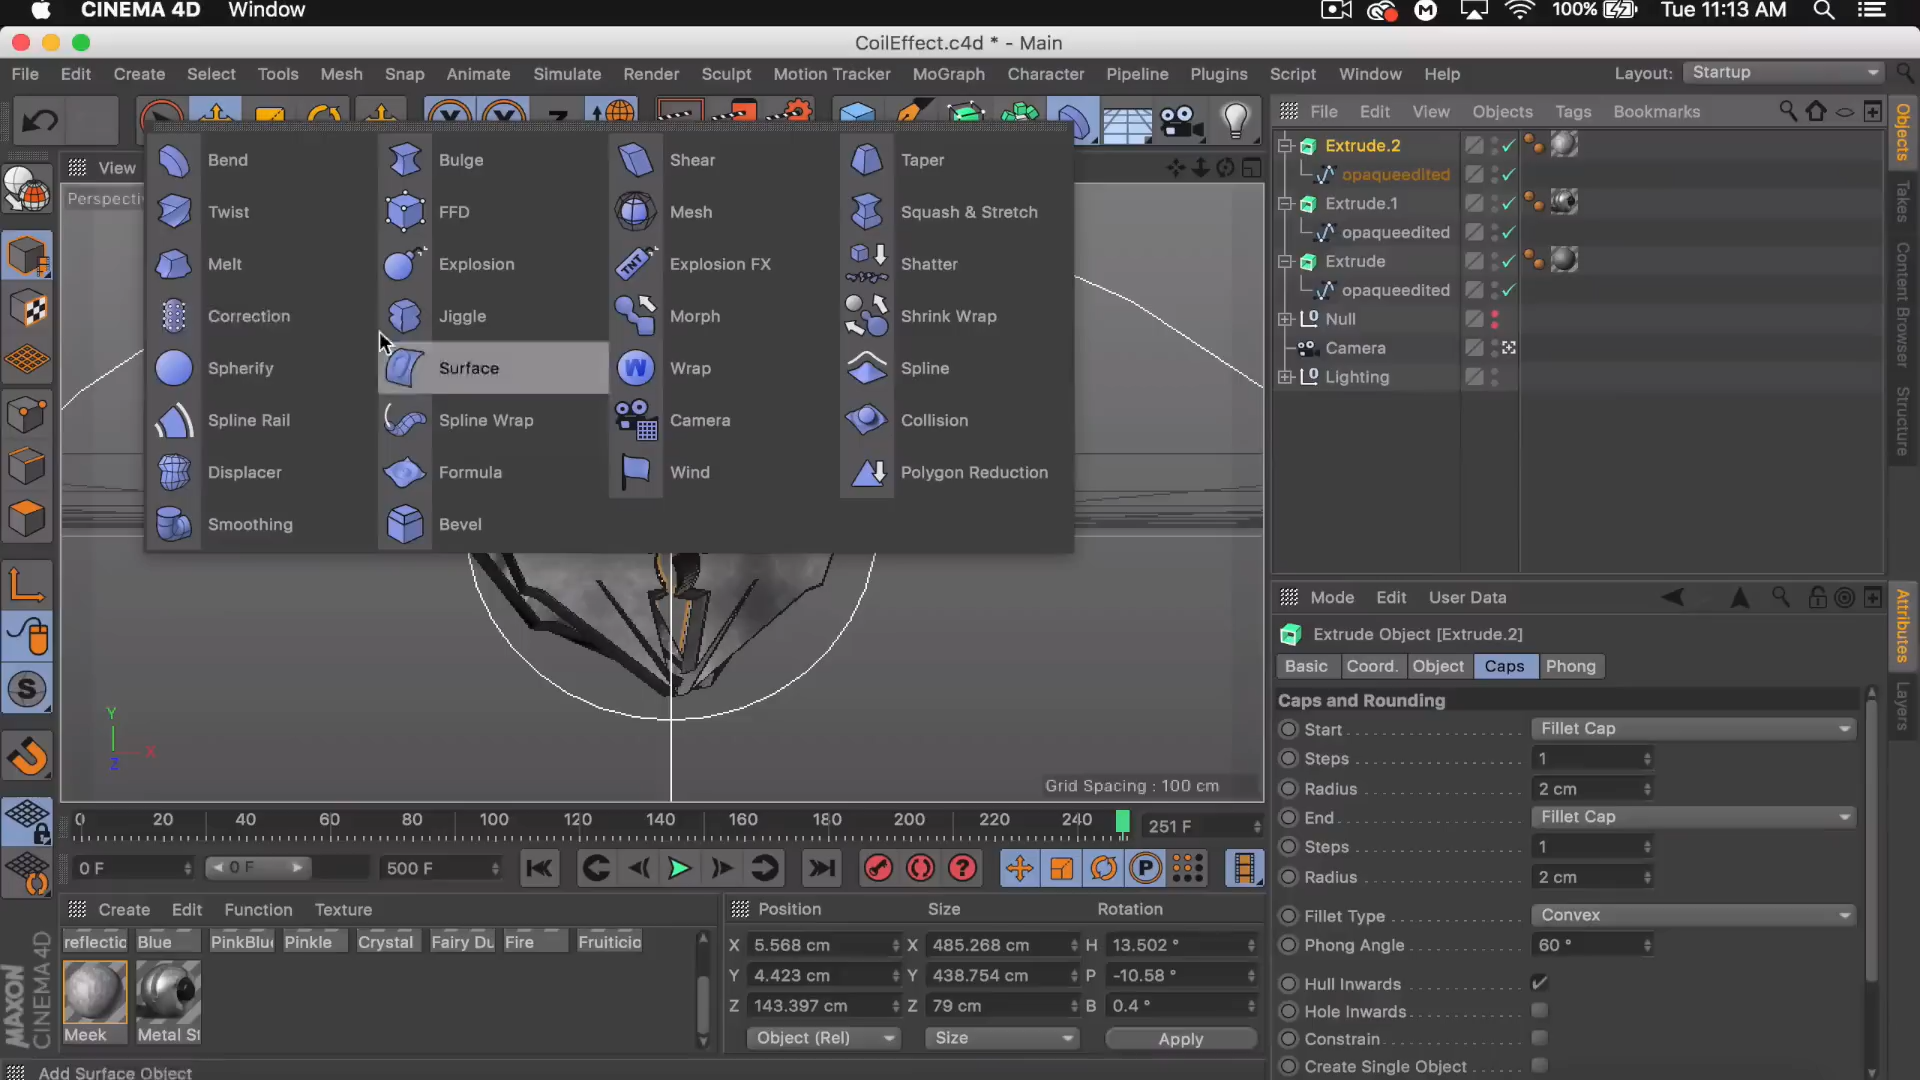 CINEMA 4D Window 100% Tue 11:13 AM
CoilEffect.c4d * - Main
File Edit Create Select Tools Mesh Snap Animate Simulate Render Sculpt Motion Tracker MoGraph Character Pipeline Plugins Script Window Help Layout: Startup
File Edit View Objects Tags Bookmarks
View
Perspecti
Bend Bulge Shear Taper
Twist FFD Mesh Squash & Stretch
Melt Explosion Explosion FX Shatter
Correction Jiggle Morph Shrink Wrap
Spherify Surface Wrap Spline
Spline Rail Spline Wrap Camera Collision
Displacer Formula Wind Polygon Reduction
Smoothing Bevel
TNT
W
Extrude.2
opaqueedited
Extrude.1
opaqueedited
Extrude
opaqueedited
Null
Camera
Lighting
Objects
Takes
Content Browser
Structure
Mode Edit User Data
Extrude Object [Extrude.2]
Basic Coord. Object Caps Phong
Caps and Rounding
Start Fillet Cap
Steps 1
Radius 2 cm
End Fillet Cap
Steps 1
Radius 2 cm
Fillet Type Convex
Phong Angle 60 °
Hull Inwards
Hole Inwards
Constrain
Create Single Object
Attributes
Layers
Y
X
Z
Grid Spacing : 100 cm
0 20 40 60 80 100 120 140 160 180 200 220 240 251 F
0 F 0 F 500 F
P
S
Create Edit Function Texture
reflectic Blue PinkBlu Pinkle Crystal Fairy Du Fire Fruiticio
Meek Metal St
Position Size Rotation
X 5.568 cm X 485.268 cm H 13.502 °
Y 4.423 cm Y 438.754 cm P -10.58 °
Z 143.397 cm Z 79 cm B 0.4 °
Object (Rel) Size Apply
MAXON
CINEMA 4D
Add Surface Object